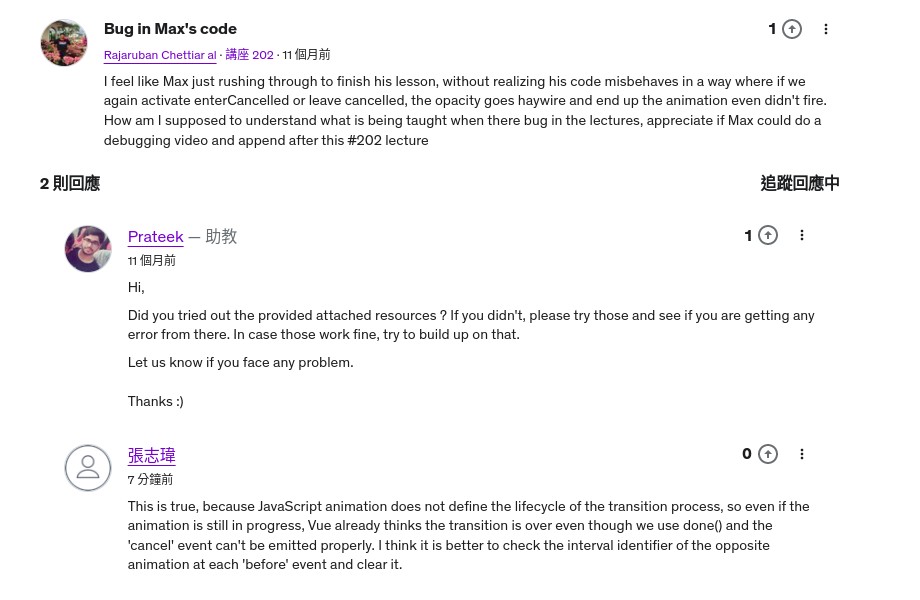 Bug in Max's code
1
Rajaruban Chettiar al · 講座 202 · 11 個月前
I feel like Max just rushing through to finish his lesson, without realizing his code misbehaves in a way where if we
again activate enterCancelled or leave cancelled, the opacity goes haywire and end up the animation even didn't fire.
How am I supposed to understand what is being taught when there bug in the lectures, appreciate if Max could do a
debugging video and append after this #202 lecture
2 則回應
追蹤回應中
Prateek — 助教
1
11 個月前
Hi,
Did you tried out the provided attached resources ? If you didn't, please try those and see if you are getting any
error from there. In case those work fine, try to build up on that.
Let us know if you face any problem.
Thanks :)
張志瑋
0
7 分鐘前
This is true, because JavaScript animation does not define the lifecycle of the transition process, so even if the
animation is still in progress, Vue already thinks the transition is over even though we use done() and the
'cancel' event can't be emitted properly. I think it is better to check the interval identifier of the opposite
animation at each 'before' event and clear it.